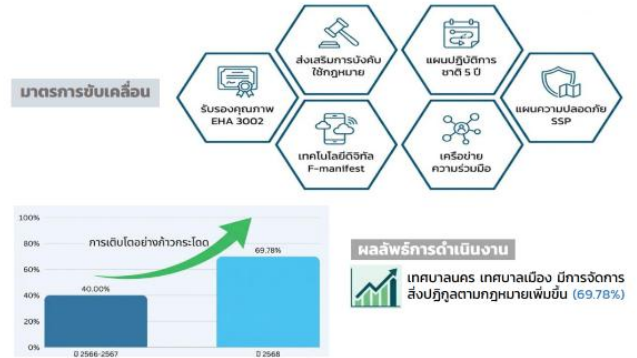 มาตรการขับเคลื่อน
รับรองคุณภาพ
EHA 3002
ส่งเสริมการบังคับ
ใช้กฎหมาย
เทคโนโลยีดิจิทัล
F-manifest
แผนปฏิบัติการ
ชาติ 5 ปี
เครือข่าย
ความร่วมมือ
แผนความปลอดภัย
SSP
100%
80%
60%
40%
20%
0%
การเติบโตอย่างก้าวกระโดด
40.00%
69.78%
ปี 2566-2567
ปี 2568
ผลลัพธ์การดำเนินงาน
เทศบาลนคร เทศบาลเมือง มีการจัดการ
สิ่งปฏิกูลตามกฎหมายเพิ่มขึ้น (69.78%)